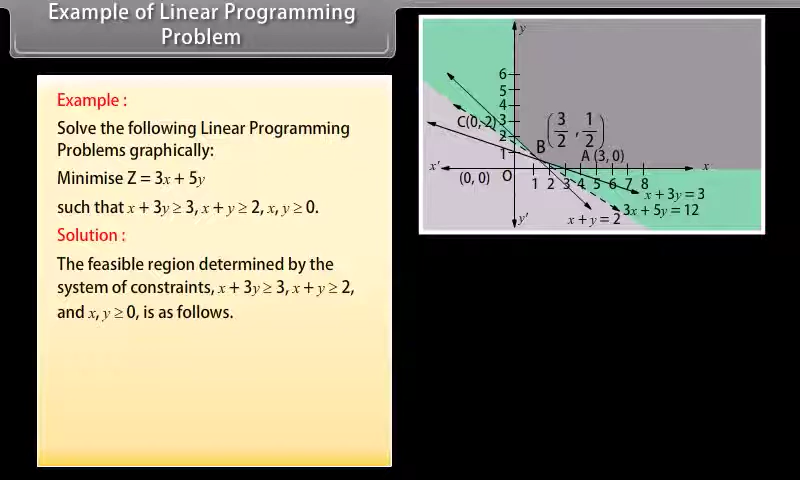 Example of Linear Programming
Problem
Example :
Solve the following Linear Programming
Problems graphically:
Minimise Z = 3x + 5y
such that x + 3y ≥ 3, x + y ≥ 2, x, y ≥ 0.
Solution :
The feasible region determined by the
system of constraints, x + 3y ≥ 3, x + y ≥ 2,
and x, y ≥ 0, is as follows.
y
6
5
4
C(0, 2) 3
2
1
B (3/2, 1/2)
A (3, 0)
x' x
(0, 0) O 1 2 3 4 5 6 7 8
x + 3y = 3
3x + 5y = 12
x + y = 2
y'